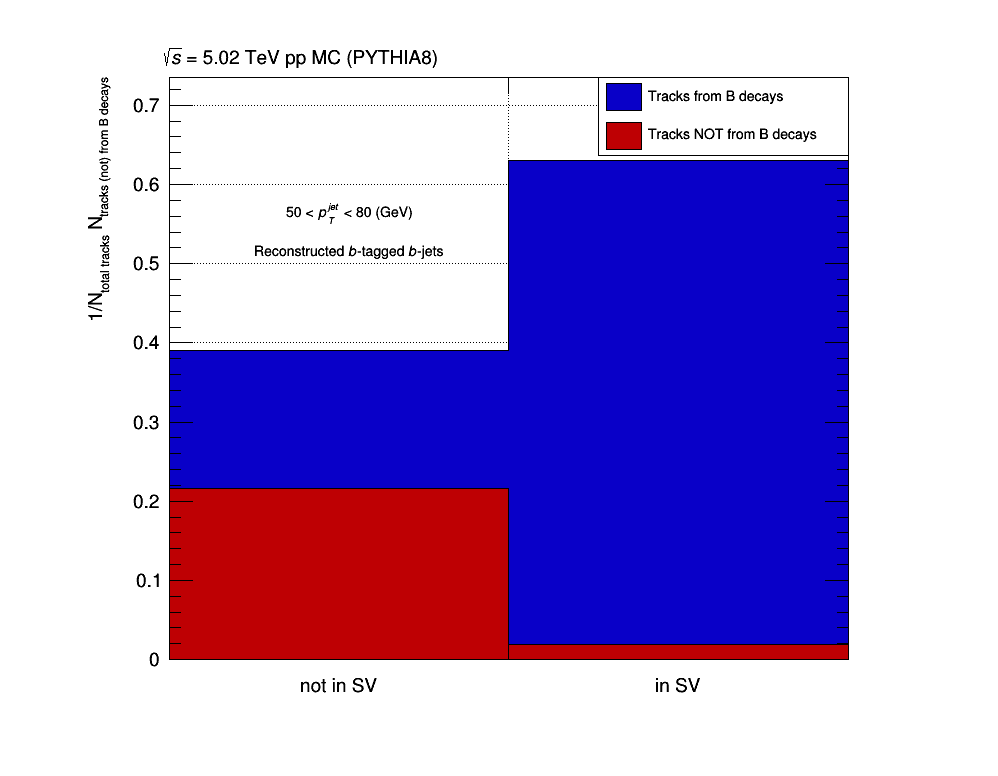 √s = 5.02 TeV pp MC (PYTHIA8)
1/N_total tracks N_tracks (not) from B decays
Tracks from B decays
Tracks NOT from B decays
0.7
0.6
50 < p_T^jet < 80 (GeV)
Reconstructed b-tagged b-jets
0.5
0.4
0.3
0.2
0.1
0
not in SV
in SV